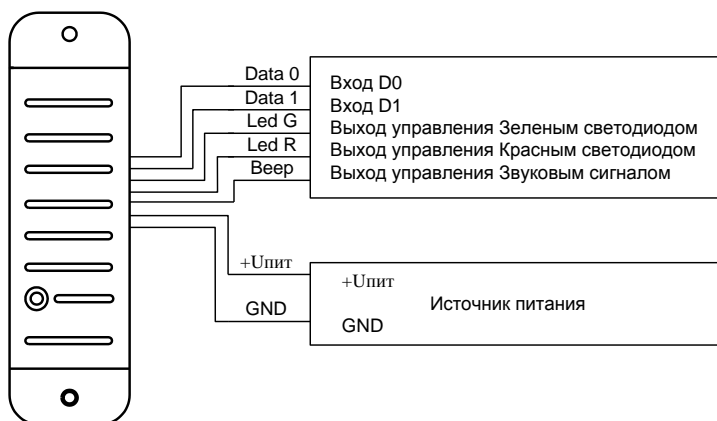 Data 0
Data 1
Led G
Led R
Beep
Вход D0
Вход D1
Выход управления Зеленым светодиодом
Выход управления Красным светодиодом
Выход управления Звуковым сигналом
+Uпит
GND
+Uпит
Источник питания
GND